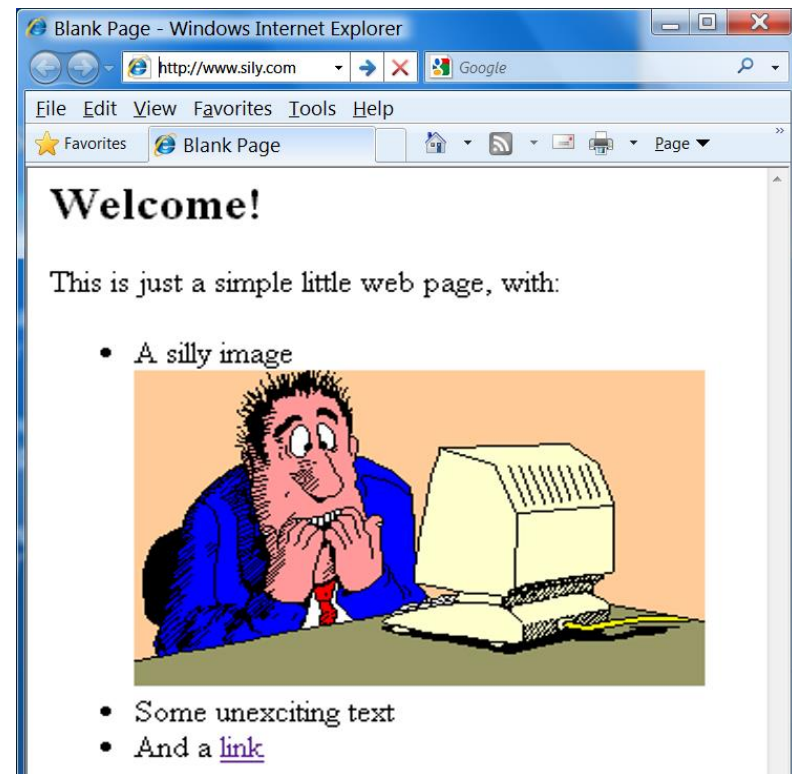 Blank Page - Windows Internet Explorer
http://www.sily.com Google
File Edit View Favorites Tools Help
Favorites Blank Page Page
Welcome!
This is just a simple little web page, with:
• A silly image
• Some unexciting text
• And a link